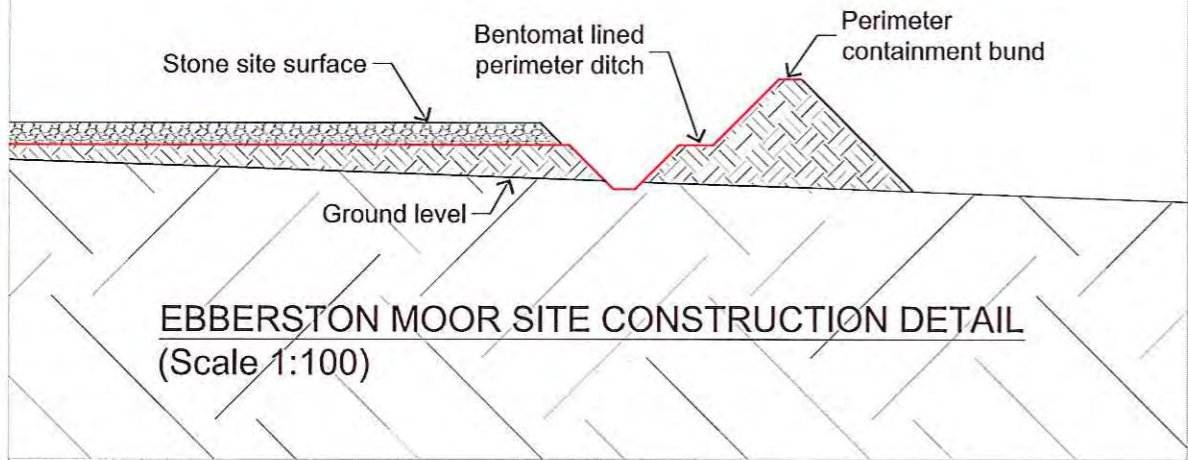 Stone site surface
Bentomat lined
perimeter ditch
Perimeter
containment bund
Ground level
EBBERSTON MOOR SITE CONSTRUCTION DETAIL
(Scale 1:100)